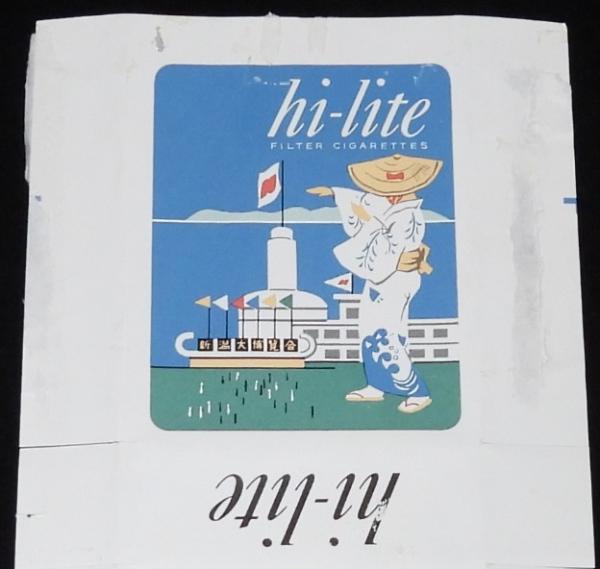 hi-lite
FILTER CIGARETTES
新潟大博覧会
hi-lite